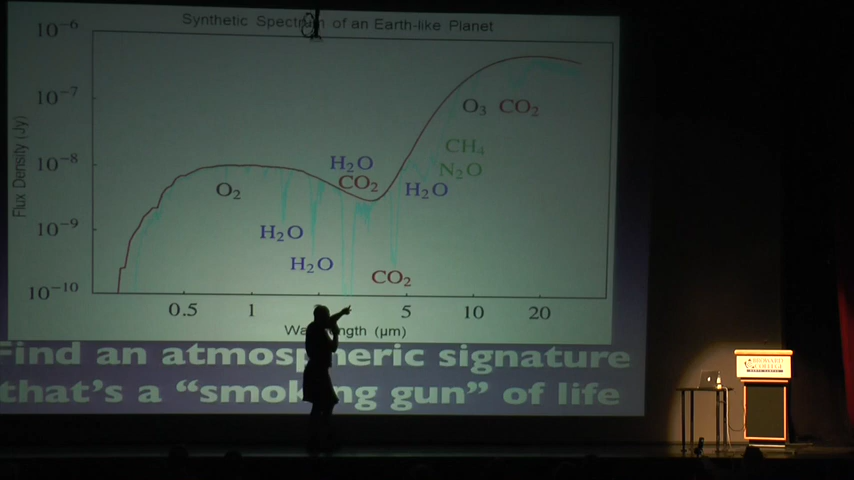 Synthetic Spectrum of an Earth-like Planet
10⁻⁶
10⁻⁷
10⁻⁸
10⁻⁹
10⁻¹⁰
Flux Density (Jy)
O₃ CO₂
CH₄
N₂O
H₂O
H₂O
CO₂
O₂
H₂O
H₂O
CO₂
0.5 1 5 10 20
Wavelength (μm)
Find an atmospheric signature
that's a “smoking gun” of life
BROWARD
COLLEGE